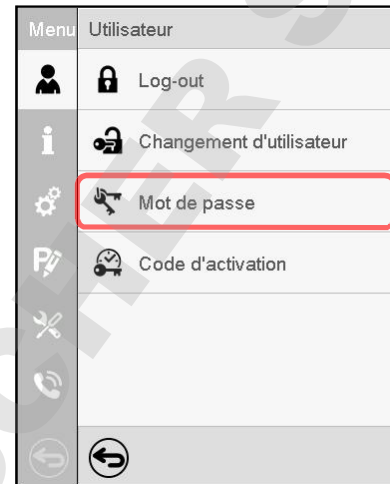 Menu Utilisateur
Log-out
Changement d'utilisateur
Mot de passe
Code d'activation